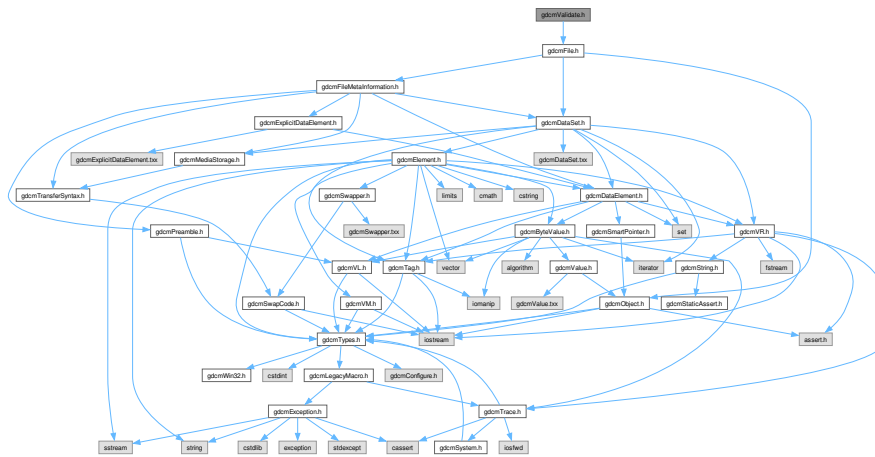 gdcmValidate.h
gdcmFile.h
gdcmFileMetaInformation.h
gdcmExplicitDataElement.h
gdcmDataSet.h
gdcmExplicitDataElement.txx
gdcmMediaStorage.h
gdcmElement.h
gdcmDataSet.txx
gdcmTransferSyntax.h
gdcmSwapper.h
limits
cmath
cstring
gdcmDataElement.h
gdcmPreamble.h
gdcmSwapper.txx
gdcmByteValue.h
gdcmSmartPointer.h
set
gdcmVR.h
gdcmVL.h
gdcmTag.h
vector
algorithm
gdcmValue.h
iterator
gdcmString.h
fstream
gdcmSwapCode.h
gdcmVM.h
iomanip
gdcmValue.txx
gdcmObject.h
gdcmStaticAssert.h
gdcmTypes.h
iostream
assert.h
gdcmWin32.h
cstdint
gdcmLegacyMacro.h
gdcmConfigure.h
gdcmException.h
gdcmTrace.h
sstream
string
cstdlib
exception
stdexcept
cassert
gdcmSystem.h
iosfwd